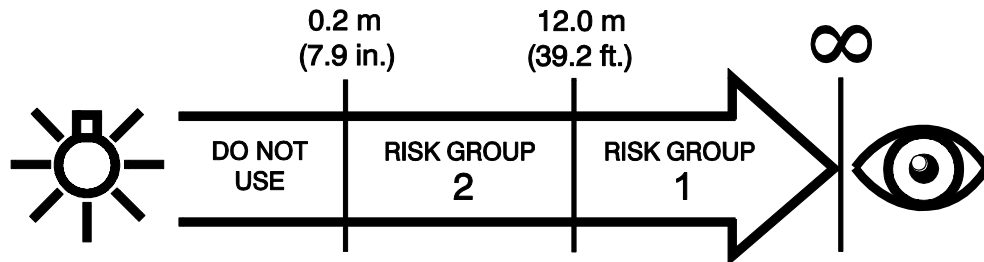 0.2 m
(7.9 in.)
12.0 m
(39.2 ft.)
∞
DO NOT
USE
RISK GROUP
2
RISK GROUP
1